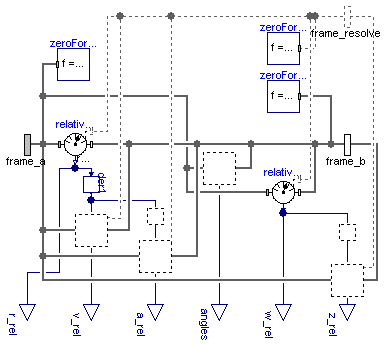 zeroFor...
f =...
zeroFor...
f =...
zeroFor...
f =...
frame_resolve
relativ...
frame_a
...
der1
relativ...
frame_b
r_rel
v_rel
a_rel
angles
w_rel
z_rel